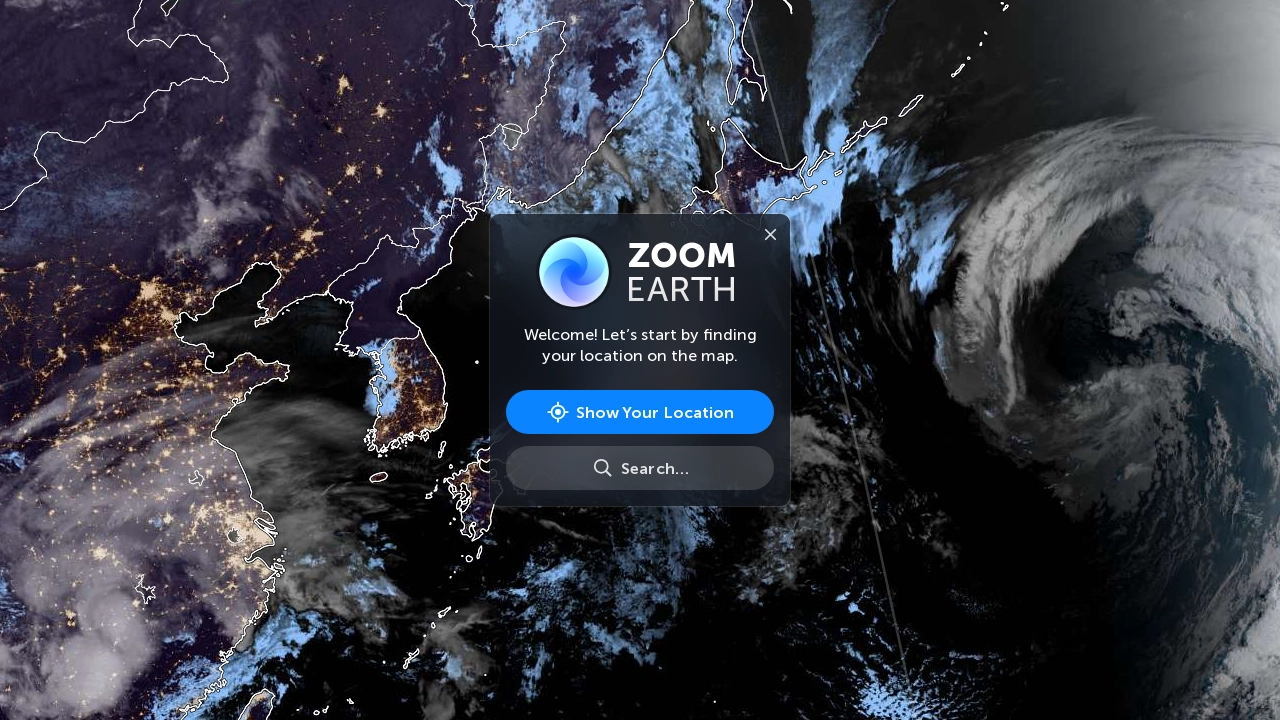 ZOOM
EARTH
Welcome! Let’s start by finding
your location on the map.
Show Your Location
Search…